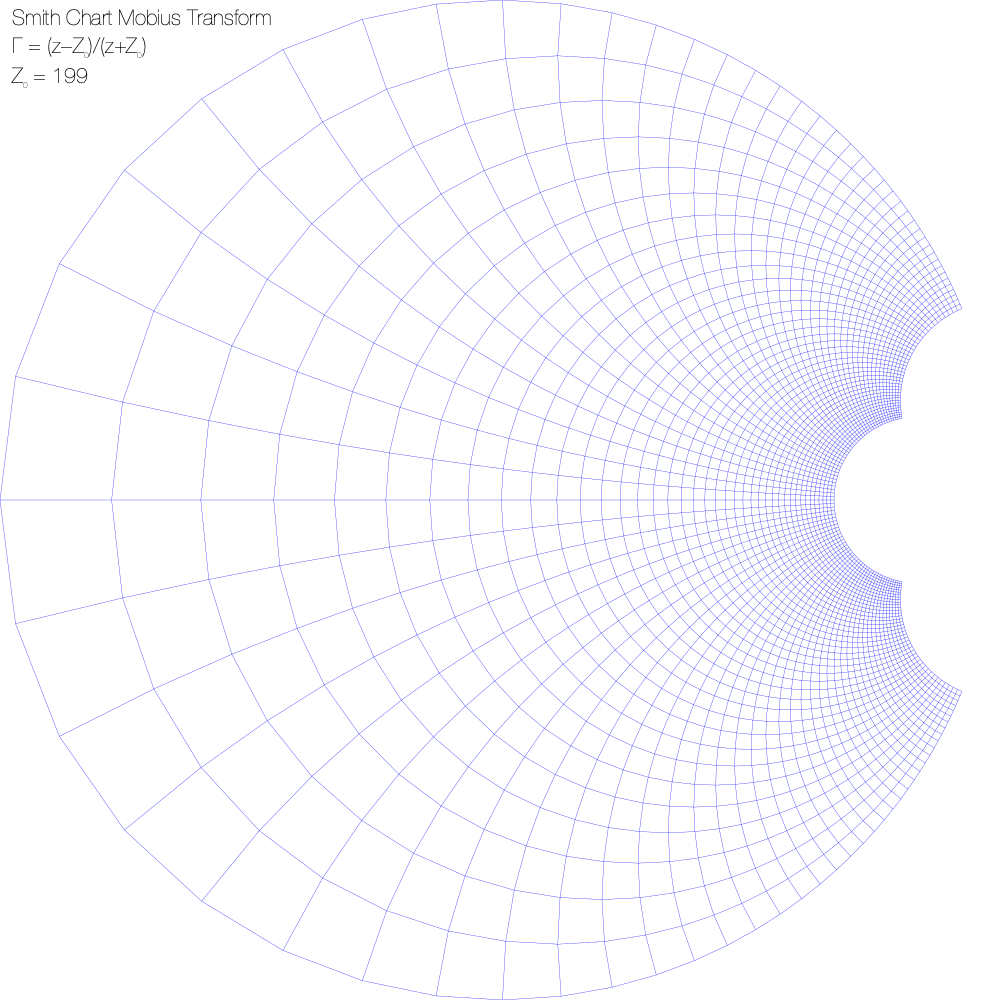 Smith Chart Mobius Transform
Γ = (z−Z₀)/(z+Z₀)
Z₀ = 199